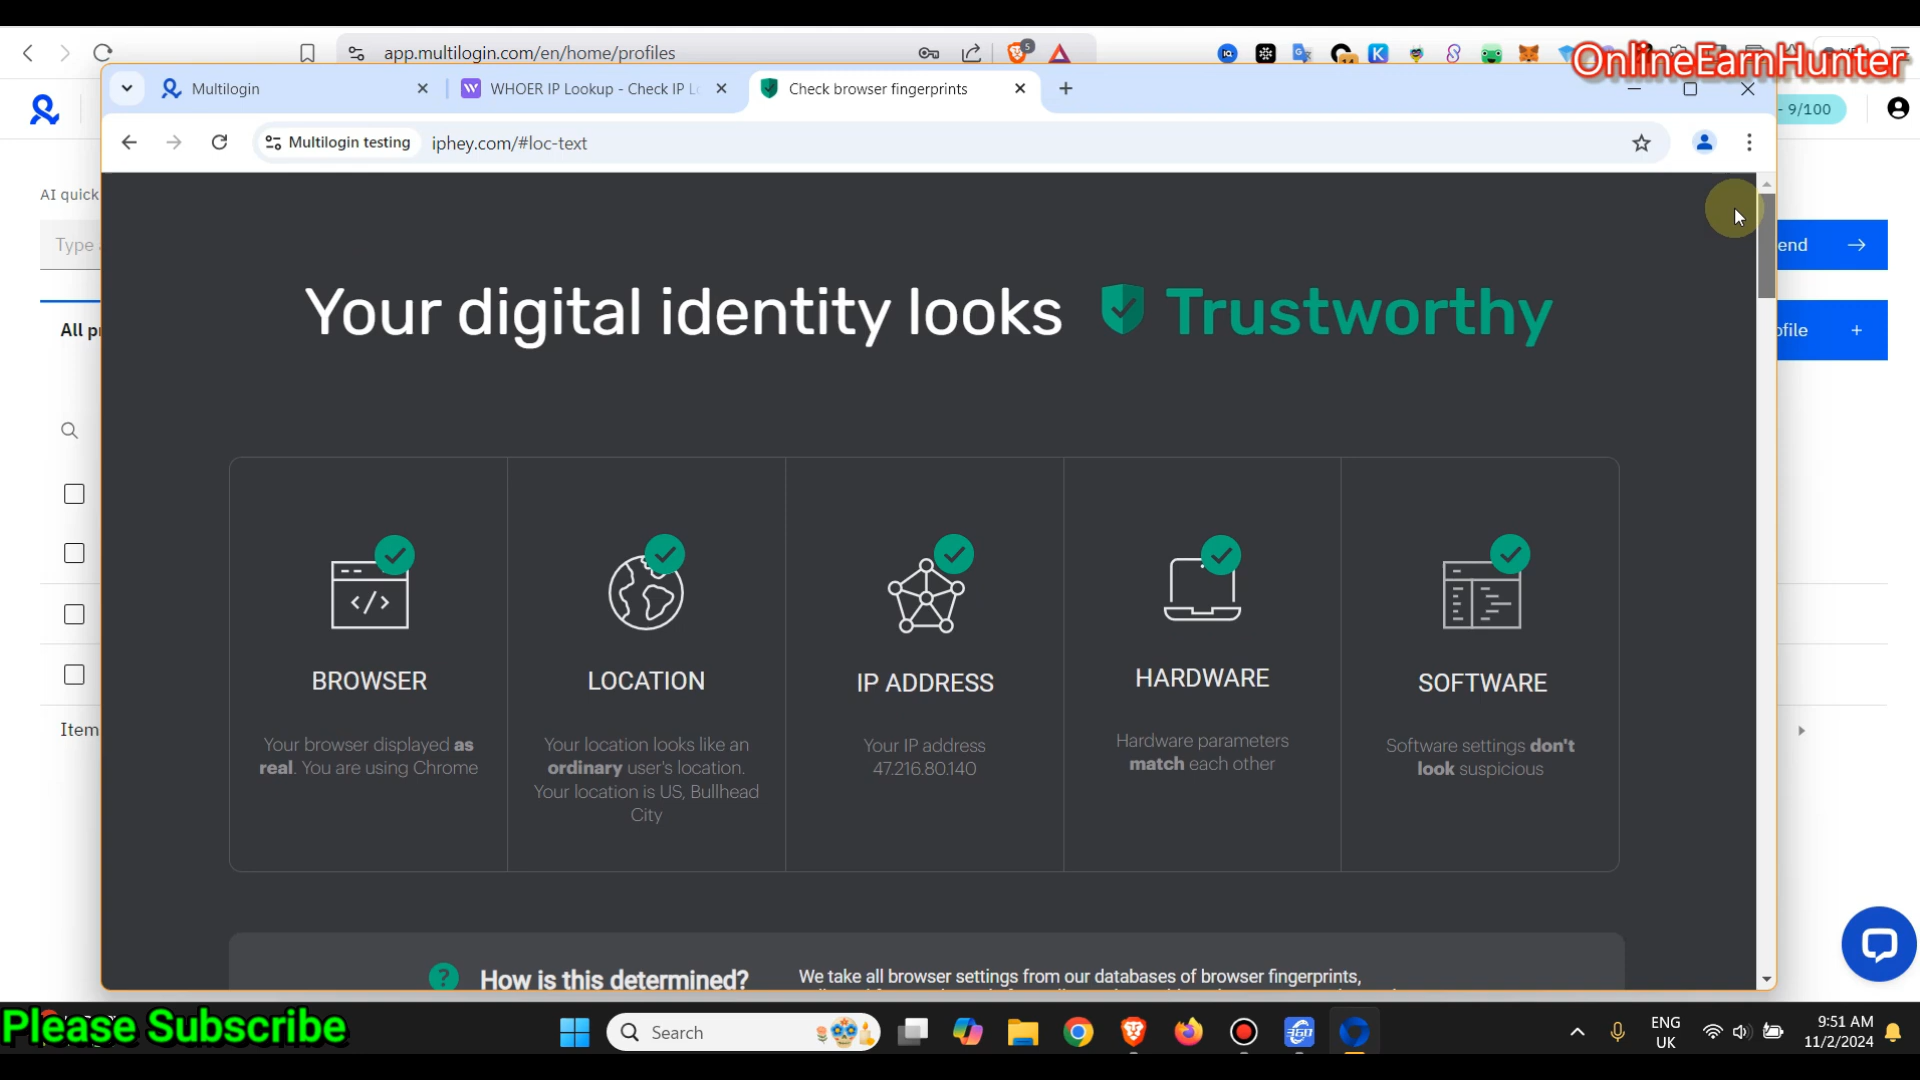 app.multilogin.com/en/home/profiles
5
OnlineEarnHunter
Multilogin
WHOER IP Lookup - Check IP Lo
Check browser fingerprints
- 9/100
Multilogin testing
iphey.com/#loc-text
AI quick
Type
end
All pr
ofile
Item
Your digital identity looks Trustworthy
BROWSER
Your browser displayed as
real. You are using Chrome
LOCATION
Your location looks like an
ordinary user's location.
Your location is US, Bullhead
City
IP ADDRESS
Your IP address
47.216.80.140
HARDWARE
Hardware parameters
match each other
SOFTWARE
Software settings don't
look suspicious
How is this determined?
We take all browser settings from our databases of browser fingerprints,
Please Subscribe
Search
ENG
UK
9:51 AM
11/2/2024